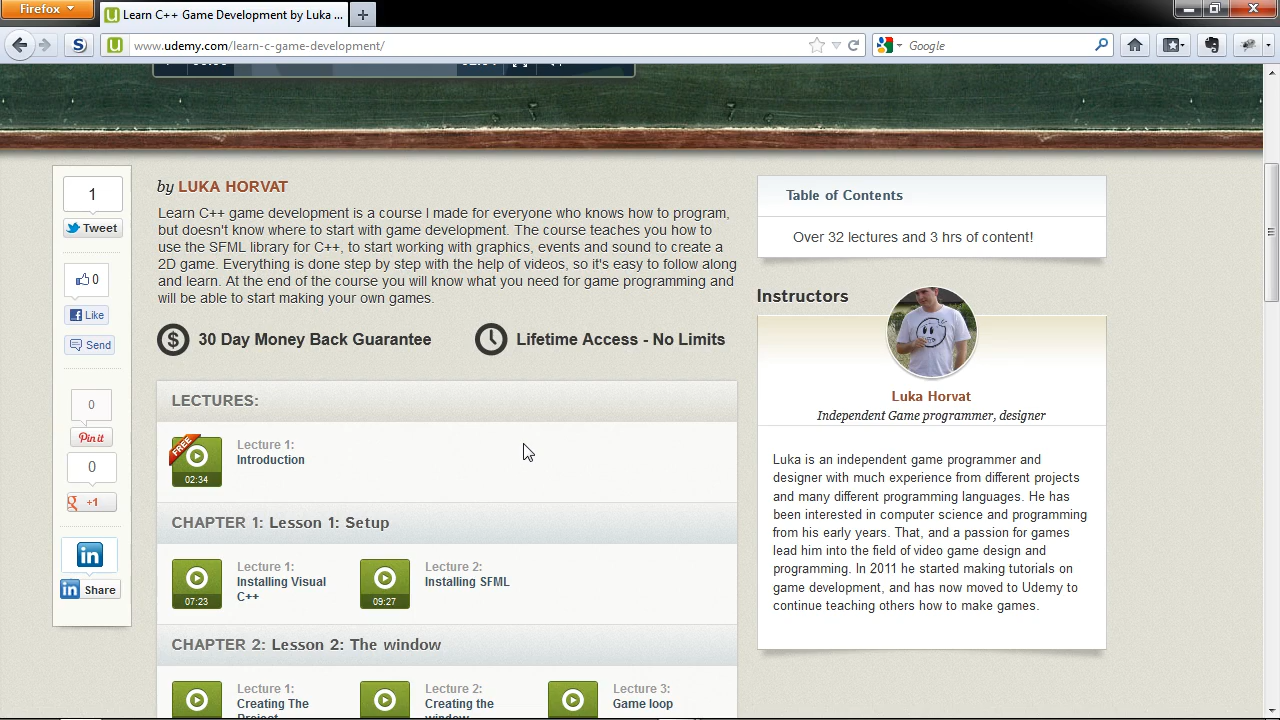 Firefox
Learn C++ Game Development by Luka ...
www.udemy.com/learn-c-game-development/
Google
1
Tweet
0
Like
Send
0
Pin it
0
+1
in
Share
by LUKA HORVAT
Learn C++ game development is a course I made for everyone who knows how to program,
but doesn't know where to start with game development. The course teaches you how to
use the SFML library for C++, to start working with graphics, events and sound to create a
2D game. Everything is done step by step with the help of videos, so it's easy to follow along
and learn. At the end of the course you will know what you need for game programming and
will be able to start making your own games.
30 Day Money Back Guarantee
Lifetime Access - No Limits
LECTURES:
FREE
02:34
Lecture 1:
Introduction
CHAPTER 1: Lesson 1: Setup
07:23
Lecture 1:
Installing Visual
C++
09:27
Lecture 2:
Installing SFML
CHAPTER 2: Lesson 2: The window
Lecture 1:
Creating The
Project
Lecture 2:
Creating the
window
Lecture 3:
Game loop
Table of Contents
Over 32 lectures and 3 hrs of content!
Instructors
Luka Horvat
Independent Game programmer, designer
Luka is an independent game programmer and
designer with much experience from different projects
and many different programming languages. He has
been interested in computer science and programming
from his early years. That, and a passion for games
lead him into the field of video game design and
programming. In 2011 he started making tutorials on
game development, and has now moved to Udemy to
continue teaching others how to make games.